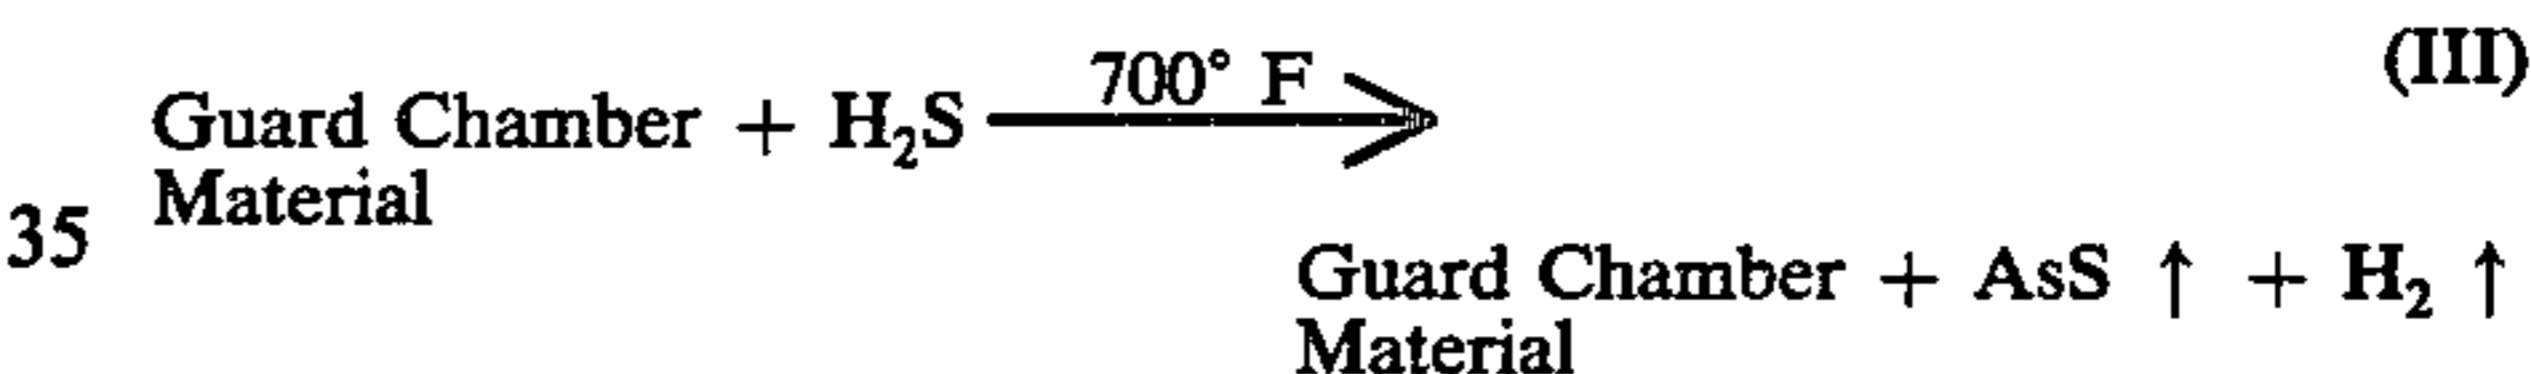 (III)
700° F
Guard Chamber + H₂S ⟶
Material
35
Guard Chamber + AsS ↑ + H₂ ↑
Material